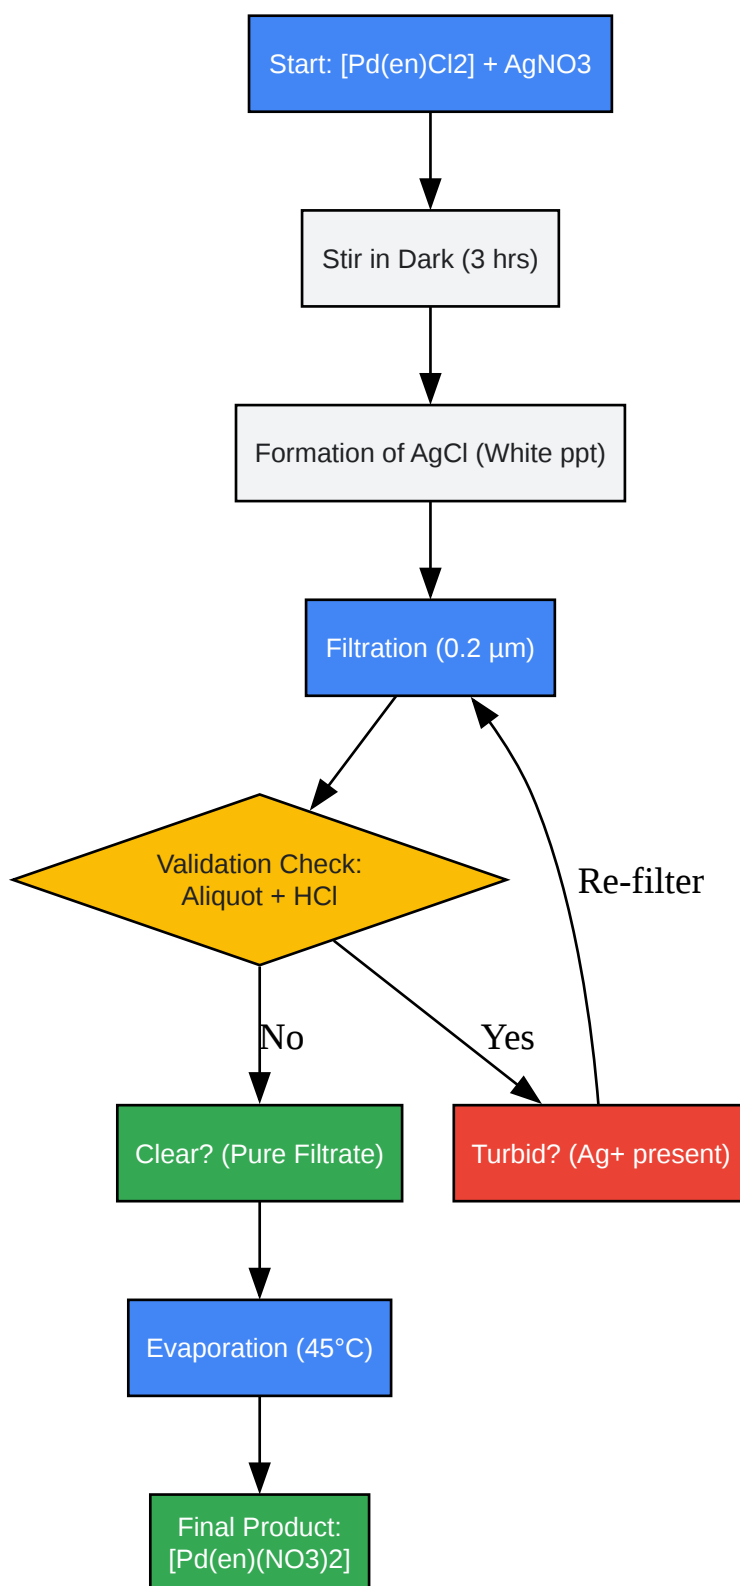 Start: [Pd(en)Cl2] + AgNO3
Stir in Dark (3 hrs)
Formation of AgCl (White ppt)
Filtration (0.2 µm)
Validation Check:
Aliquot + HCl
Re-filter
No
Yes
Clear? (Pure Filtrate)
Turbid? (Ag+ present)
Evaporation (45°C)
Final Product:
[Pd(en)(NO3)2]